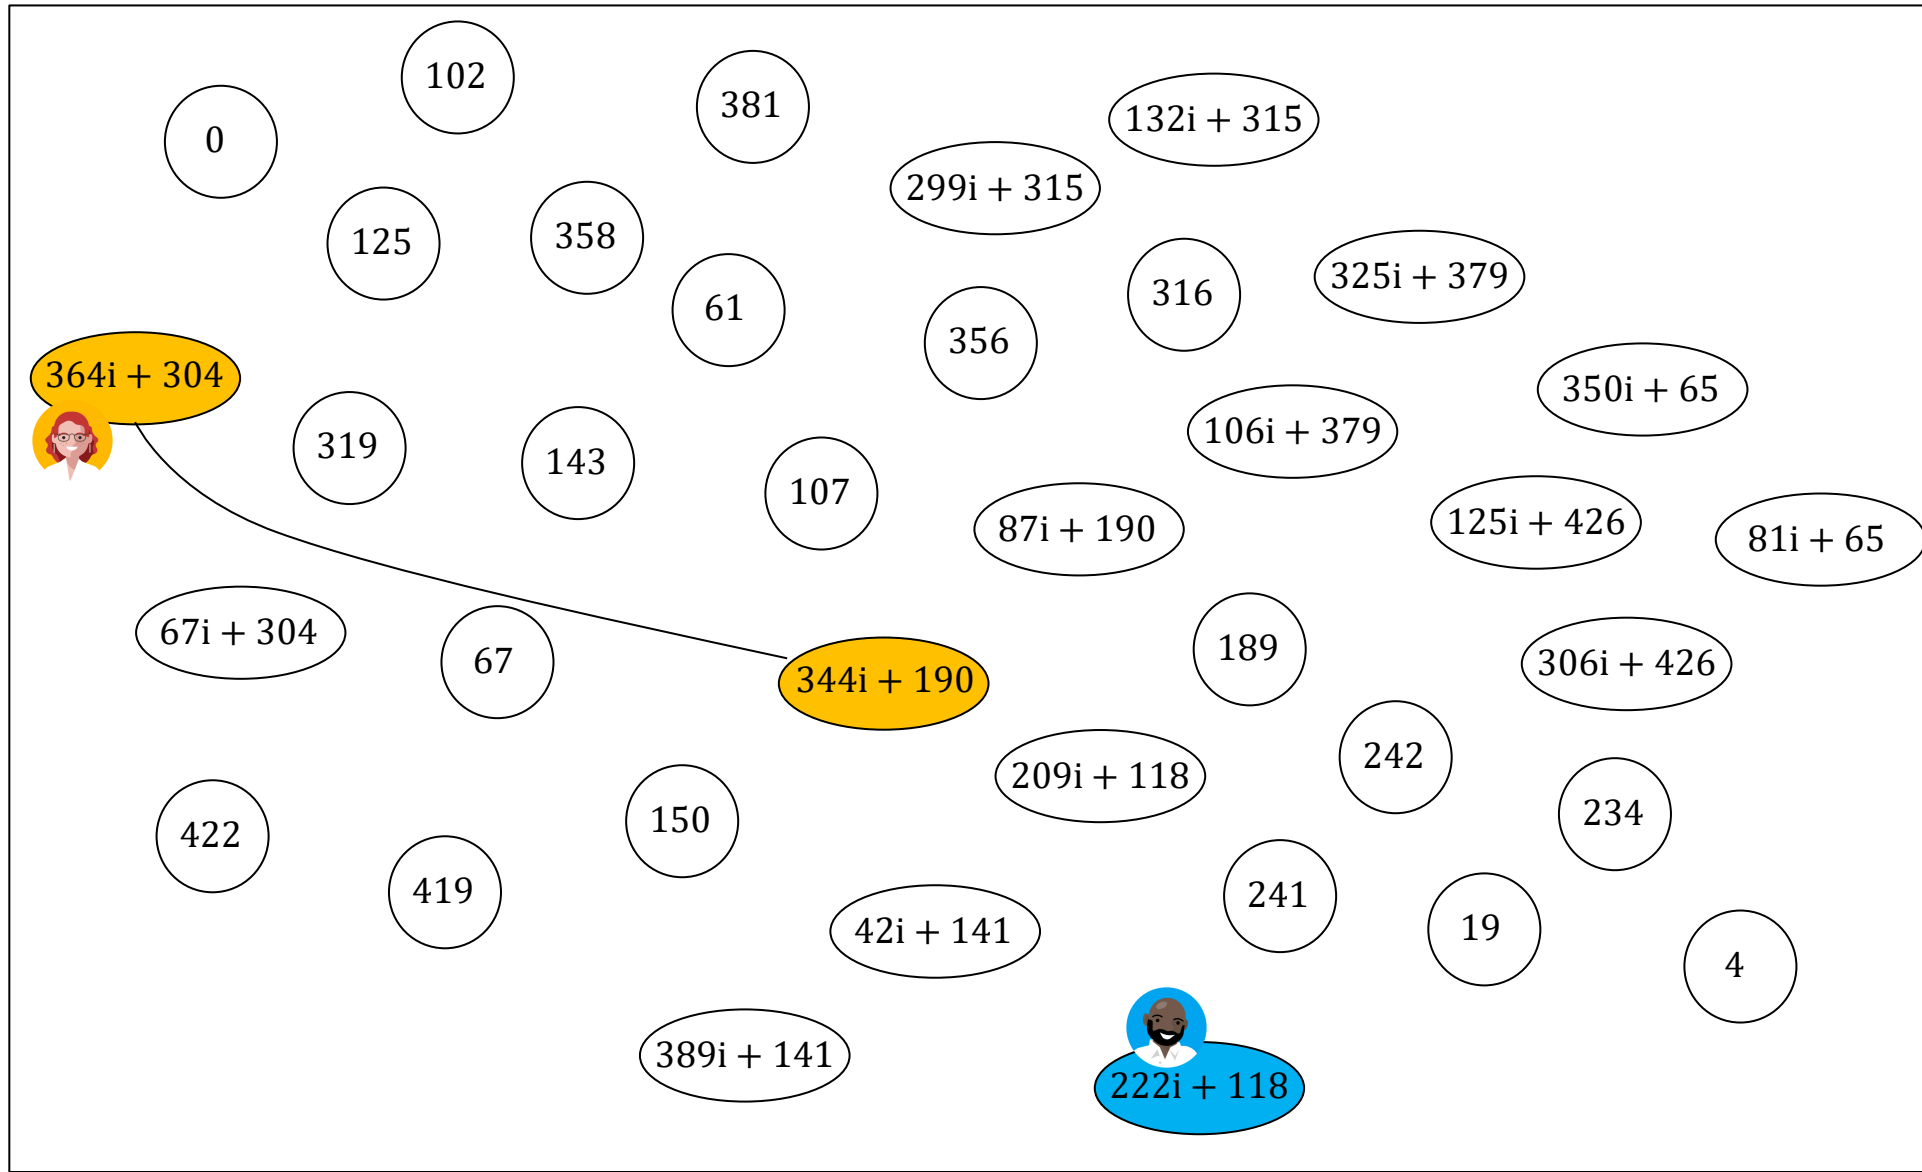 102
381
132i + 315
0
299i + 315
125
358
325i + 379
61
316
356
364i + 304
350i + 65
106i + 379
319
143
107
87i + 190
125i + 426
81i + 65
67i + 304
67
189
306i + 426
344i + 190
242
209i + 118
422
150
234
419
241
42i + 141
19
4
389i + 141
222i + 118